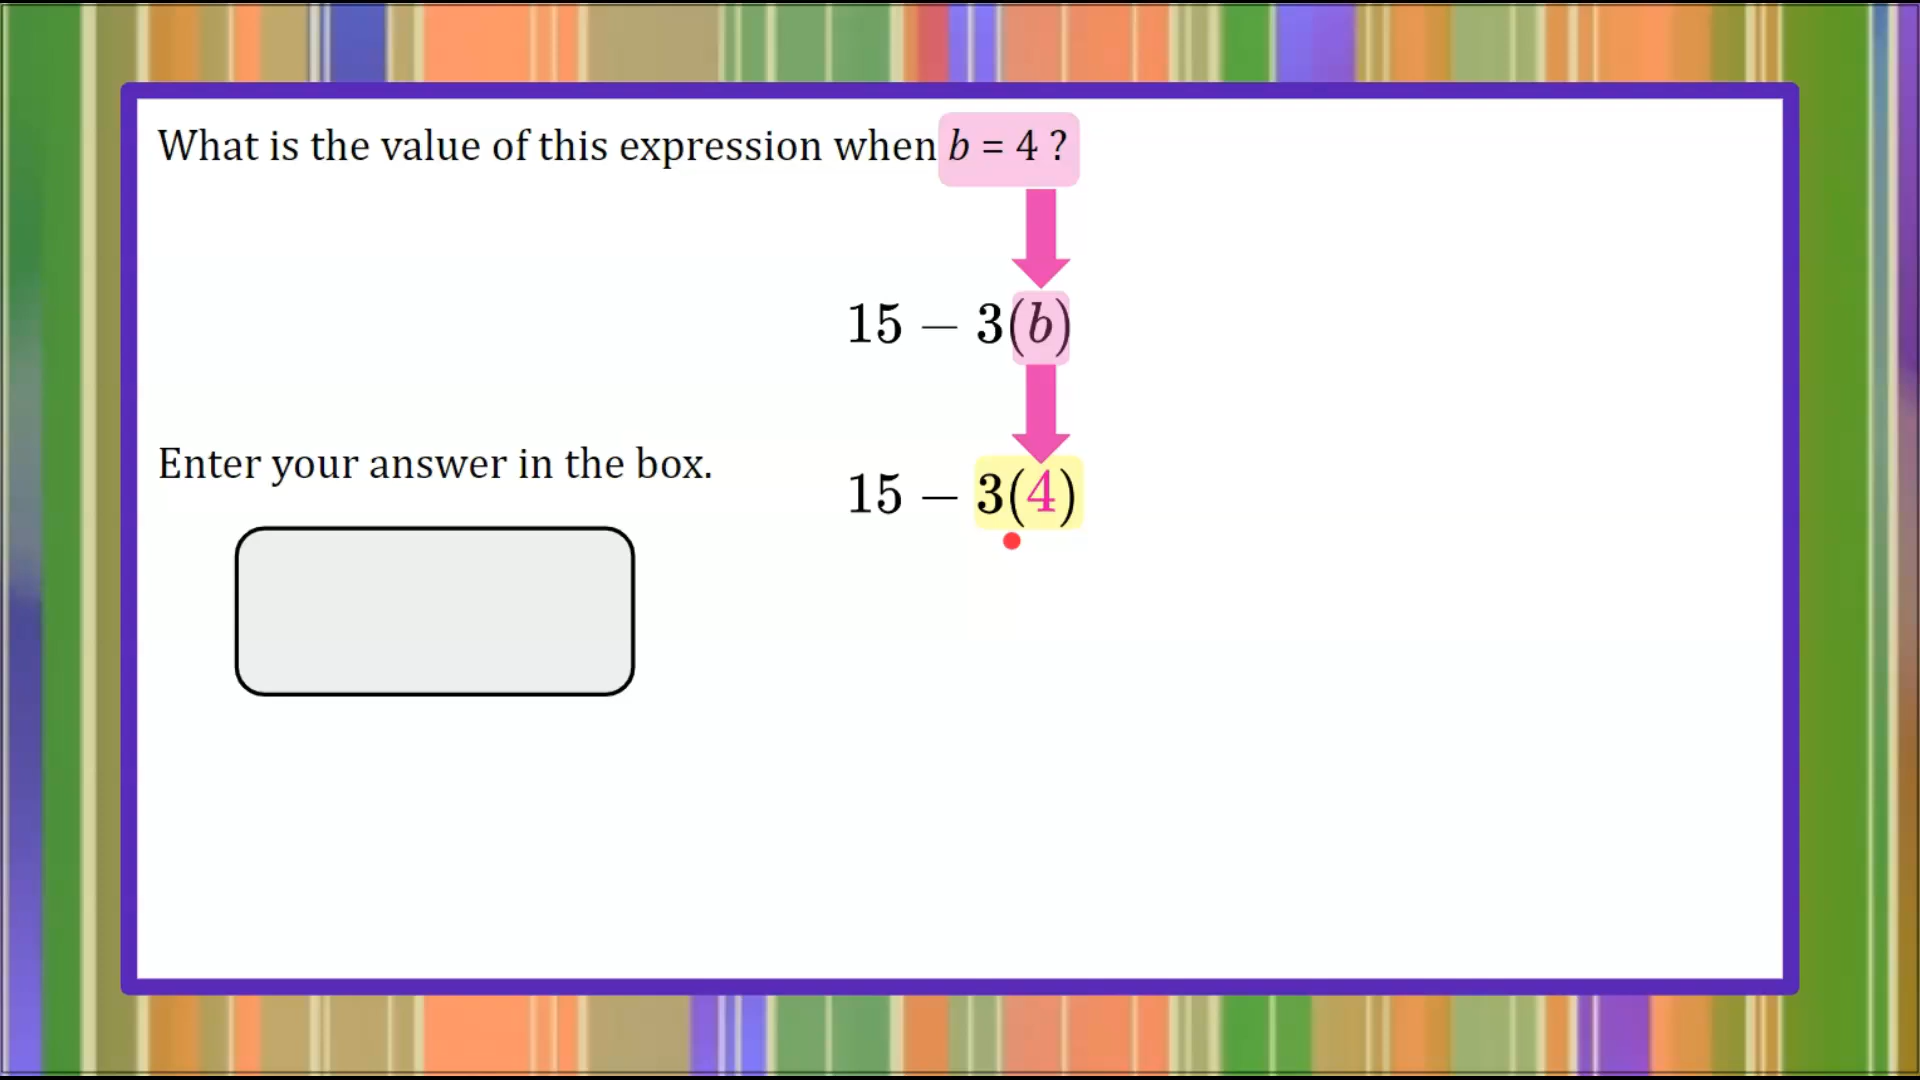 What is the value of this expression when b = 4 ?
15 − 3(b)
Enter your answer in the box.
15 − 3(4)